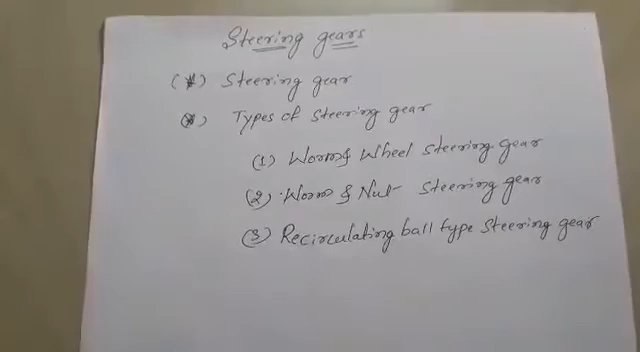 Steering gears
(*) Steering gear
(*) Types of steering gear
(1) Worm & Wheel steering gear
(2) Worm & Nut steering gear
(3) Recirculating ball type steering gear